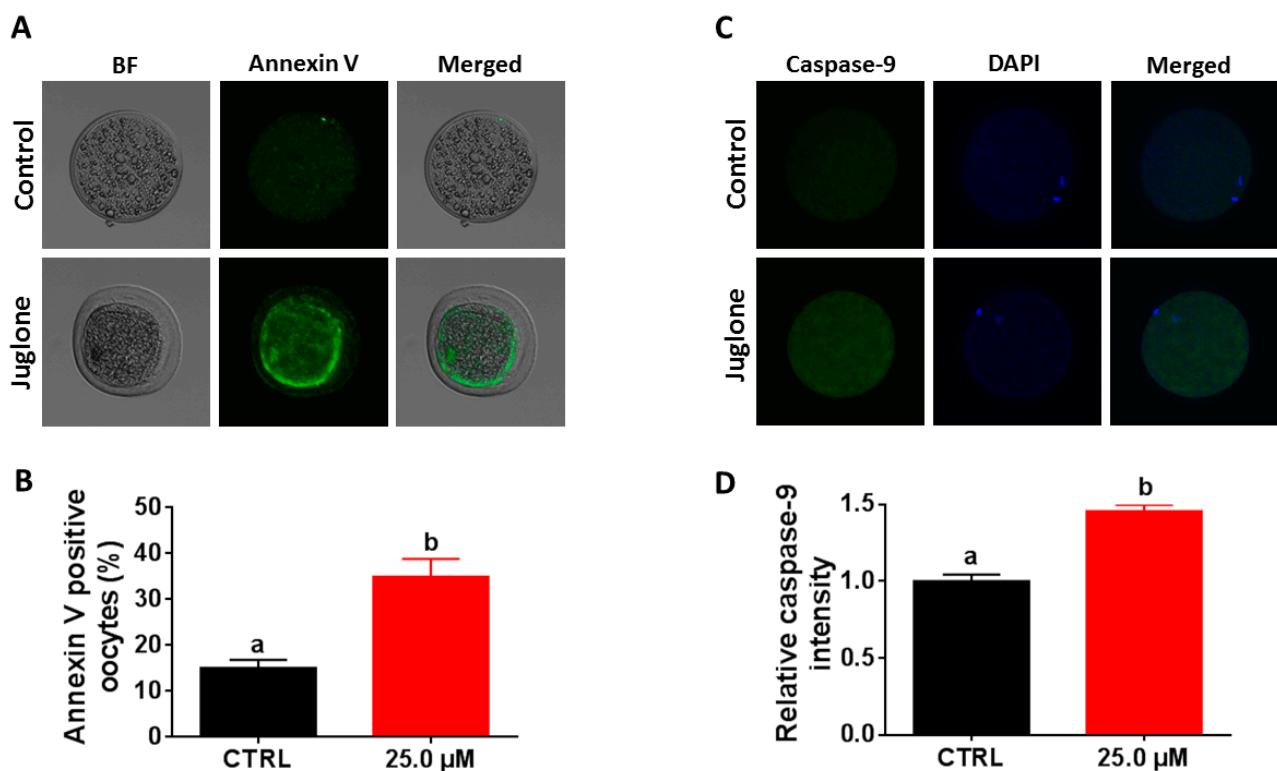 A
BF Annexin V Merged
Control
Juglone
C
Caspase-9 DAPI Merged
Control
Juglone
B
Annexin V positive
oocytes (%)
50
40
30
20
10
0
a
b
CTRL 25.0 µM
D
Relative caspase-9
intensity
1.5
1.0
0.5
0.0
a
b
CTRL 25.0 µM